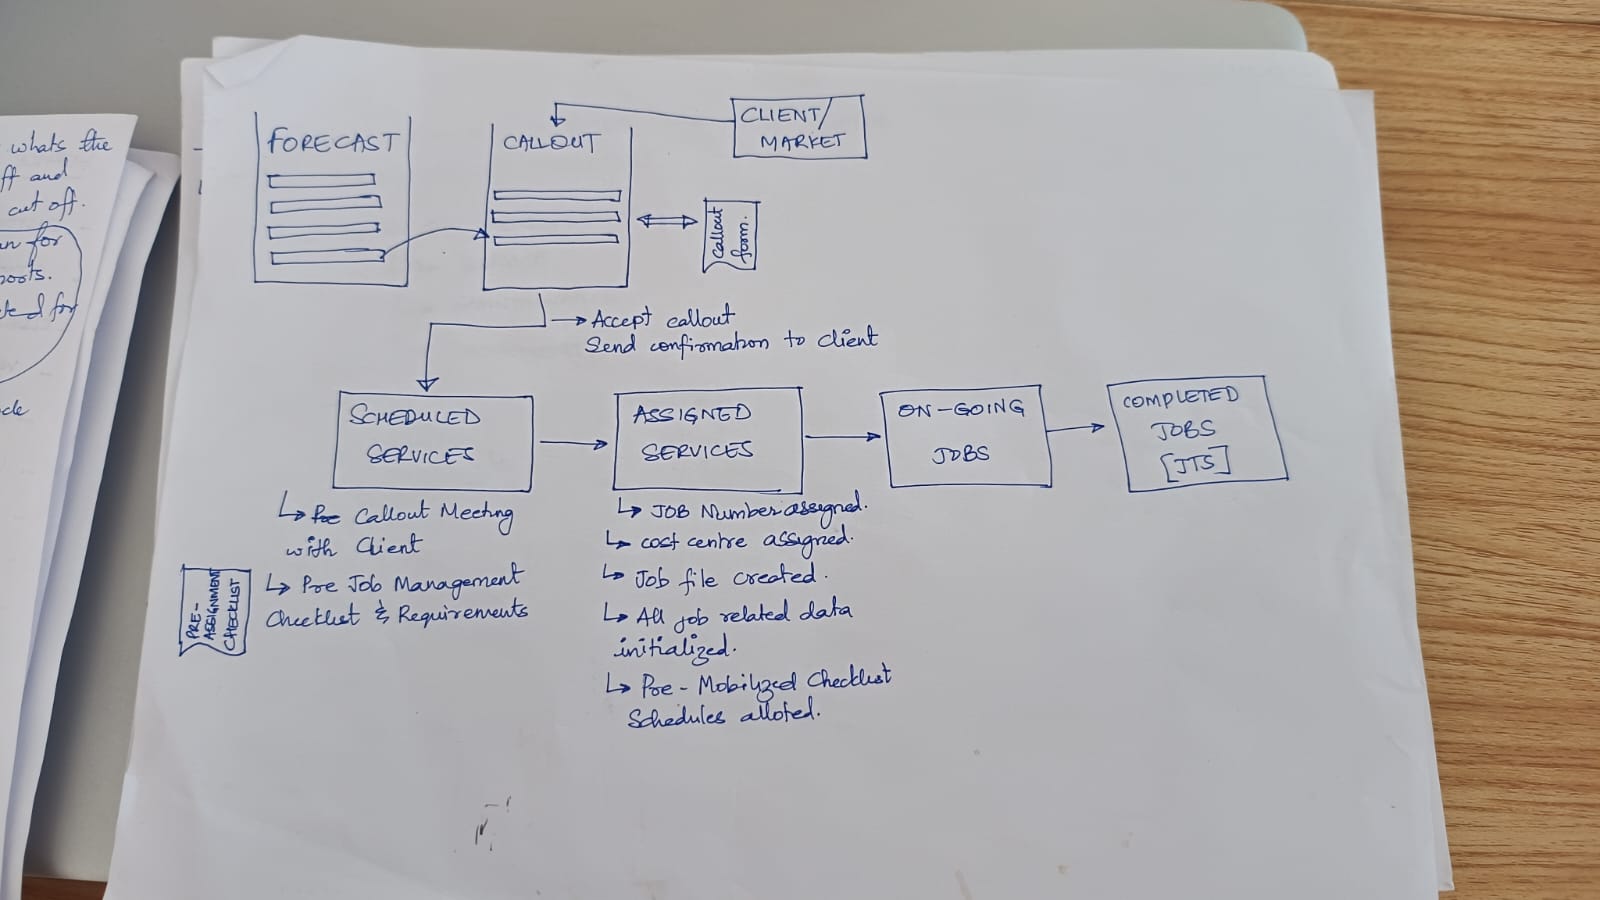 whats the
ff and
cut off.
an for
oots.
ted for
FORECAST
CALLOUT
CLIENT/
MARKET
Callout
form.
→ Accept callout
Send confirmation to client
SCHEDULED
SERVICES
ASSIGNED
SERVICES
ON-GOING
JOBS
COMPLETED
JOBS
[JTS]
↳ Callout Meeting
with Client
↳ Pre Job Management
Checklist & Requirements
PRE-
ASSIGNMENT
CHECKLIST
↳ JOB Number assigned.
↳ cost centre assigned.
↳ Job file created.
↳ All job related data
initialized.
↳ Pre-Mobilized Checklist
Schedules alloted.